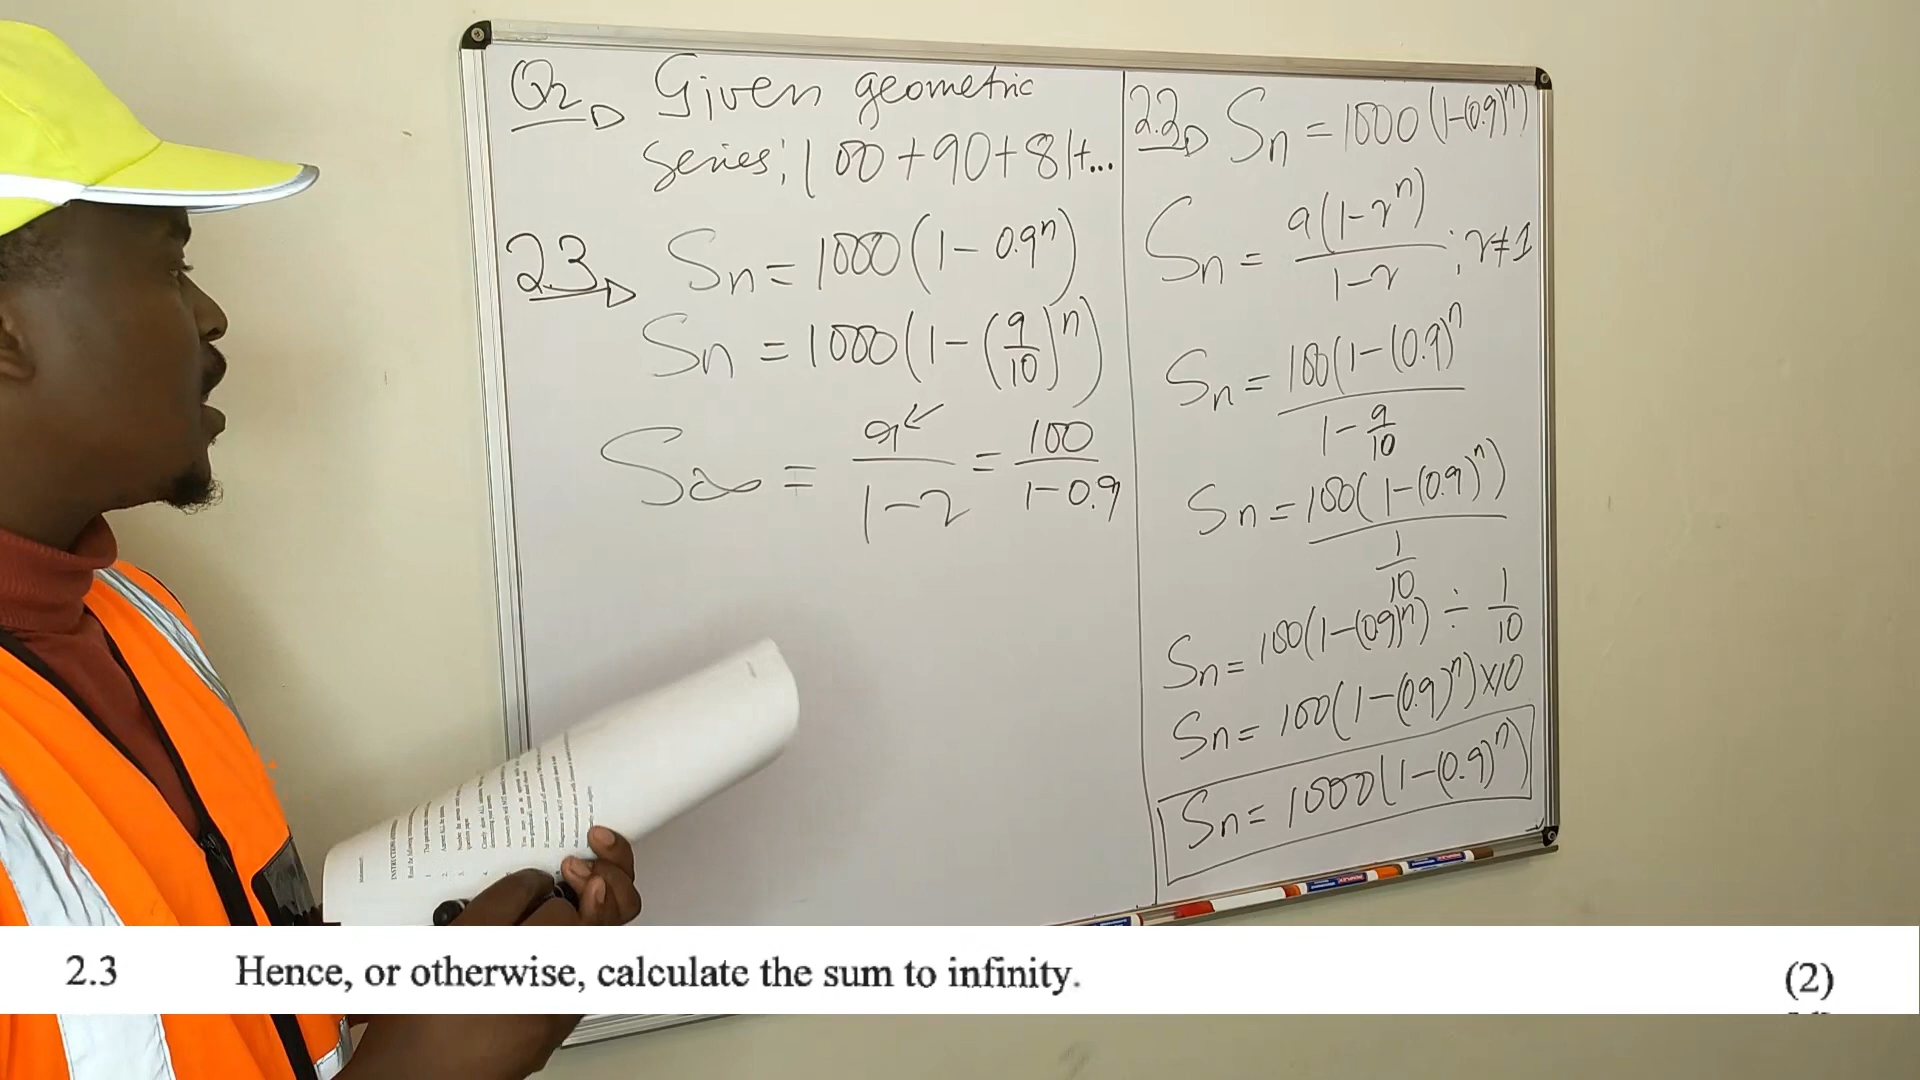 Q2 Given geometric
series; 100 + 90 + 81 + ...
2.3 Sn = 1000(1 - 0.9ⁿ)
Sn = 1000(1 - (9/10)ⁿ)
S∞ = a/(1 - r) = 100/(1 - 0.9)
2.2 Sn = 1000(1-(0.9)ⁿ)
Sn = a(1-rⁿ)/(1-r) ; r≠1
Sn = 100(1-(0.9)ⁿ/(1 - 9/10)
Sn = 100(1-(0.9)ⁿ)/(1/10)
Sn = 100(1-(0.9)ⁿ) ÷ 1/10
Sn = 100(1-(0.9)ⁿ)×10
Sn = 1000(1-(0.9)ⁿ)
2.3 Hence, or otherwise, calculate the sum to infinity. (2)